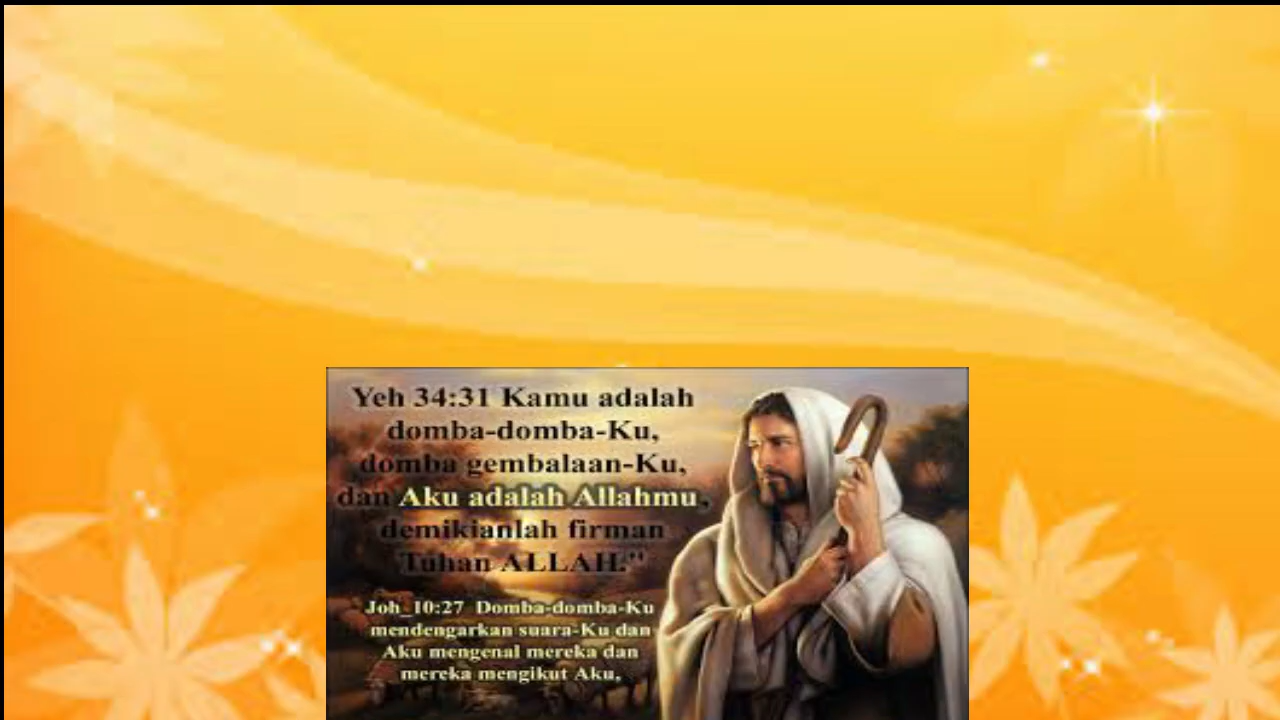 Yeh 34:31 Kamu adalah
domba-domba-Ku,
domba gembalaan-Ku,
dan Aku adalah Allahmu,
demikianlah firman
Tuhan ALLAH."
Joh_10:27 Domba-domba-Ku
mendengarkan suara-Ku dan
Aku mengenal mereka dan
mereka mengikut Aku,